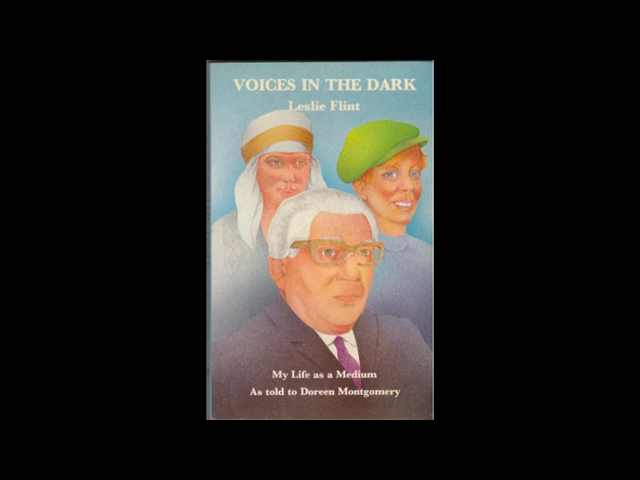 VOICES IN THE DARK
Leslie Flint
My Life as a Medium
As told to Doreen Montgomery